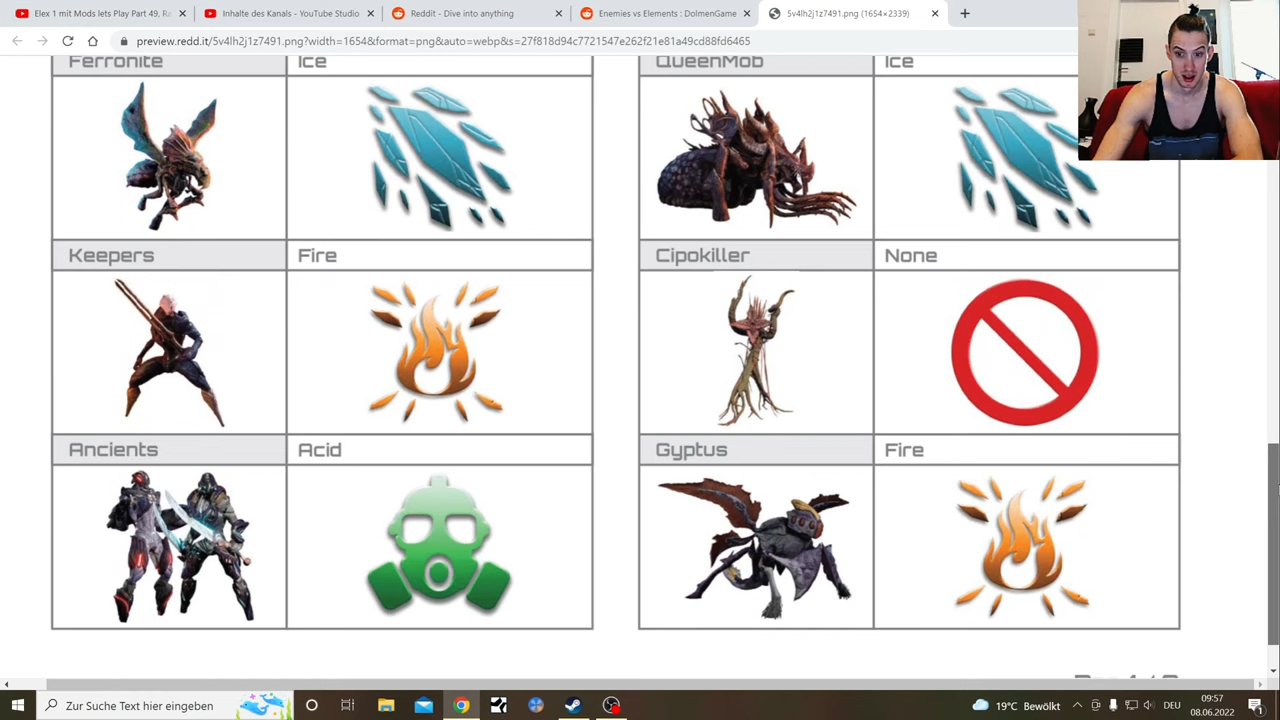 Elex 1 mit Mods lets Play Part 49, Ra
Inhalte des Kanals - YouTube Studio
Reddit - Dive into anything
Enemies vs Elements : DolmenGame
5v4lh2j1z7491.png (1654×2339)
preview.redd.it/5v4lh2j1z7491.png?width=1654&format=png&auto=webp&s=27f818d94c7721547e262f21e81a49cd88fd6465
Ferronite Ice QueenMob Ice
Keepers Fire Cipokiller None
Ancients Acid Gyptus Fire
Zur Suche Text hier eingeben
19°C Bewölkt
DEU
09:57
08.06.2022
1